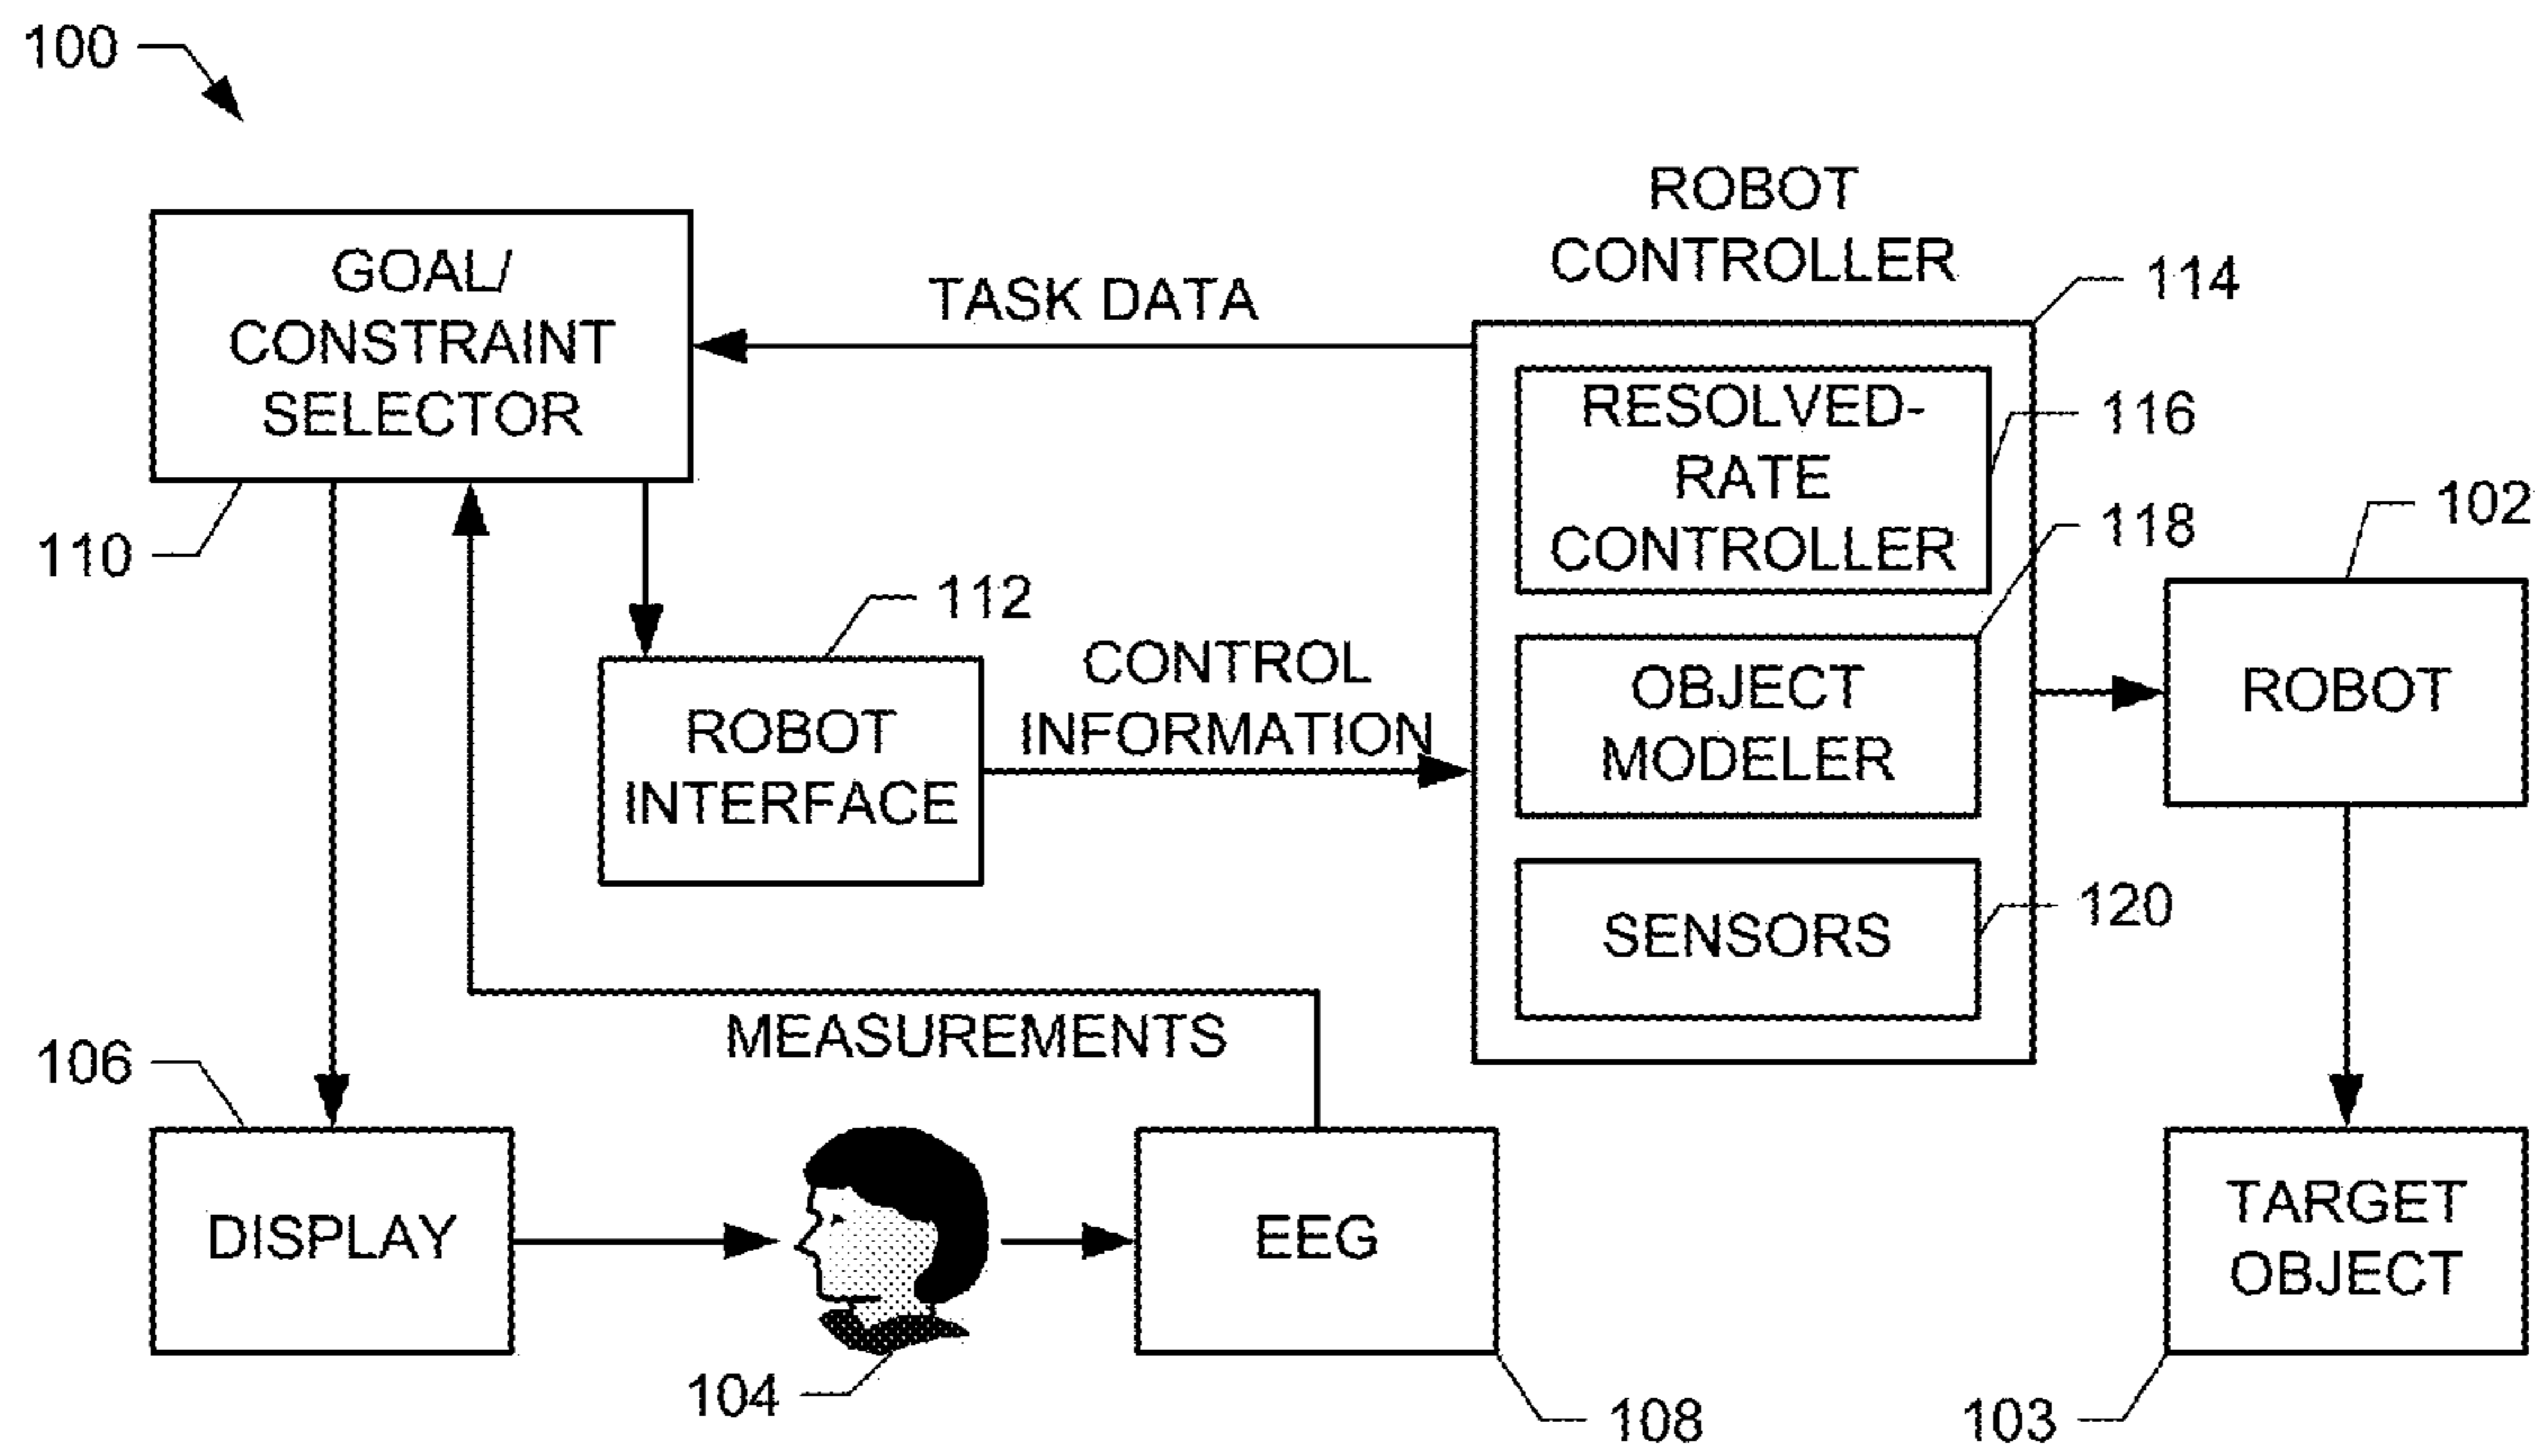 100
ROBOT
CONTROLLER
114
GOAL/
CONSTRAINT
SELECTOR
110
TASK DATA
RESOLVED-
RATE
CONTROLLER
116
118
102
112
ROBOT
INTERFACE
CONTROL
INFORMATION
OBJECT
MODELER
ROBOT
SENSORS
120
MEASUREMENTS
106
DISPLAY
104
EEG
108
TARGET
OBJECT
103